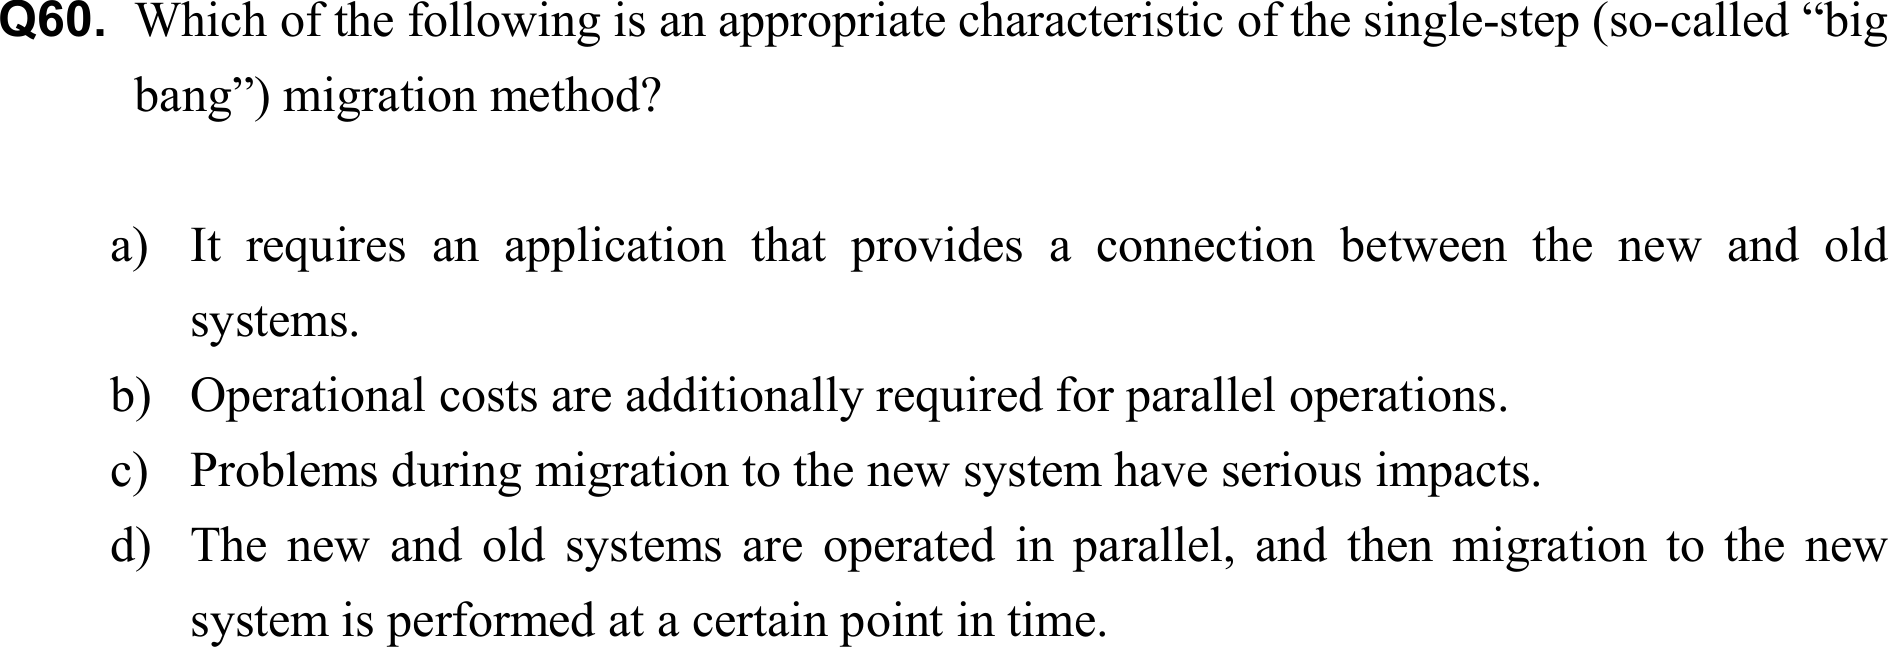 Q60. Which of the following is an appropriate characteristic of the single-step (so-called “big
bang”) migration method?
a) It requires an application that provides a connection between the new and old
systems.
b) Operational costs are additionally required for parallel operations.
c) Problems during migration to the new system have serious impacts.
d) The new and old systems are operated in parallel, and then migration to the new
system is performed at a certain point in time.